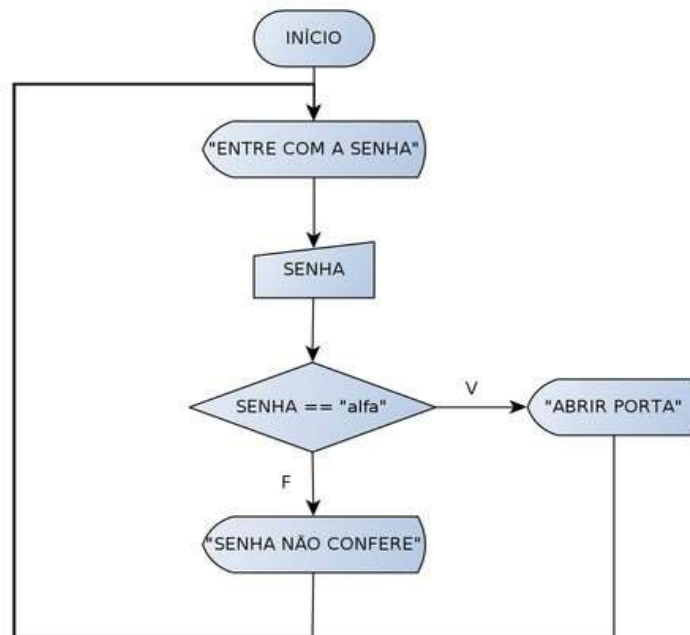 INÍCIO
"ENTRE COM A SENHA"
SENHA
SENHA == "alfa"
V
"ABRIR PORTA"
F
"SENHA NÃO CONFERE"